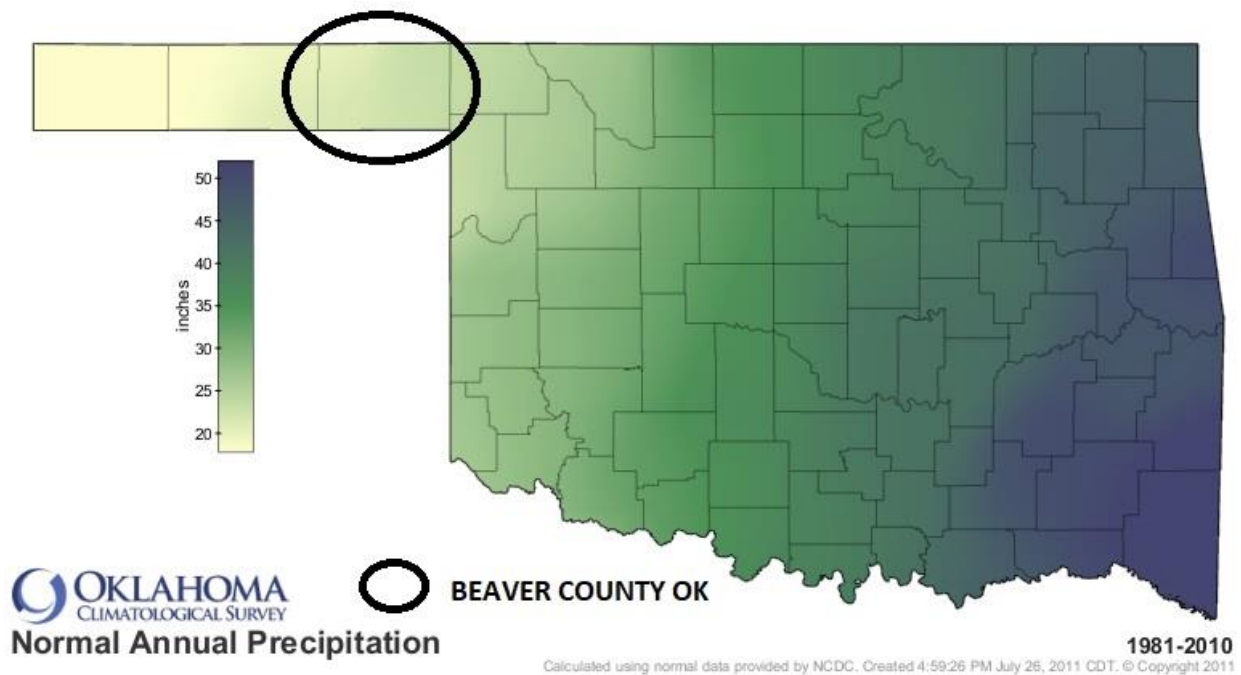 50
45
40
35
30
25
20
inches
OKLAHOMA
CLIMATOLOGICAL SURVEY
BEAVER COUNTY OK
Normal Annual Precipitation
1981-2010
Calculated using normal data provided by NCDC. Created 4:59:26 PM July 26, 2011 CDT. © Copyright 2011